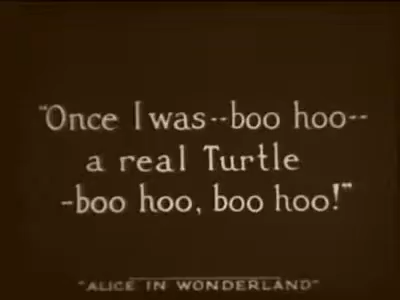 "Once I was--boo hoo--
a real Turtle
-boo hoo, boo hoo!"
"ALICE IN WONDERLAND"